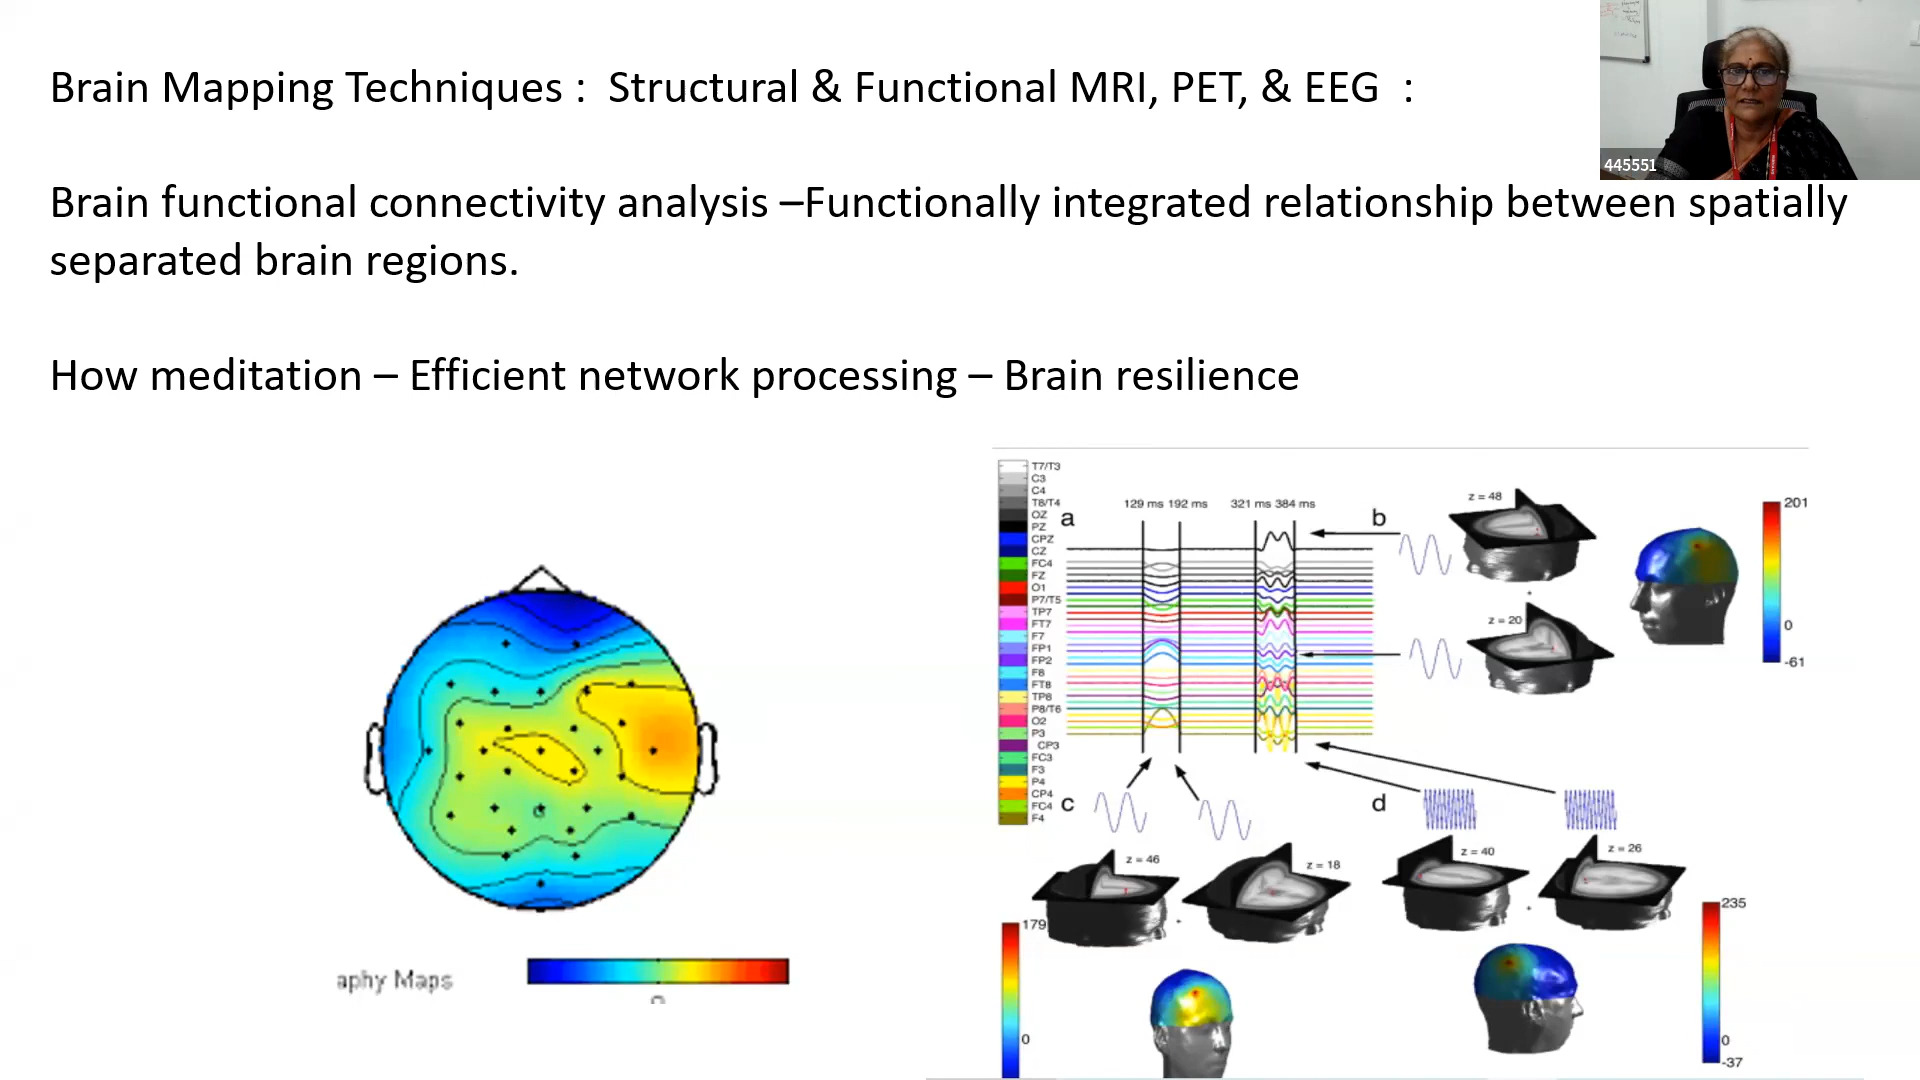 Brain Mapping Techniques :  Structural & Functional MRI, PET, & EEG  :
445551
Brain functional connectivity analysis –Functionally integrated relationship between spatially
separated brain regions.
How meditation – Efficient network processing – Brain resilience
aphy Maps
0
T7/T3
C3
C4
T8/T4
OZ
PZ
CPZ
CZ
FC4
FZ
O1
P7/T5
TP7
FT7
F7
FP1
FP2
F8
FT8
TP8
P8/T6
O2
P3
CP3
FC3
F3
P4
CP4
FC4
F4
a
129 ms 192 ms
321 ms 384 ms
b
z = 48
z = 20
201
0
-61
c
z = 46
z = 18
179
0
d
z = 40
z = 26
235
0
-37